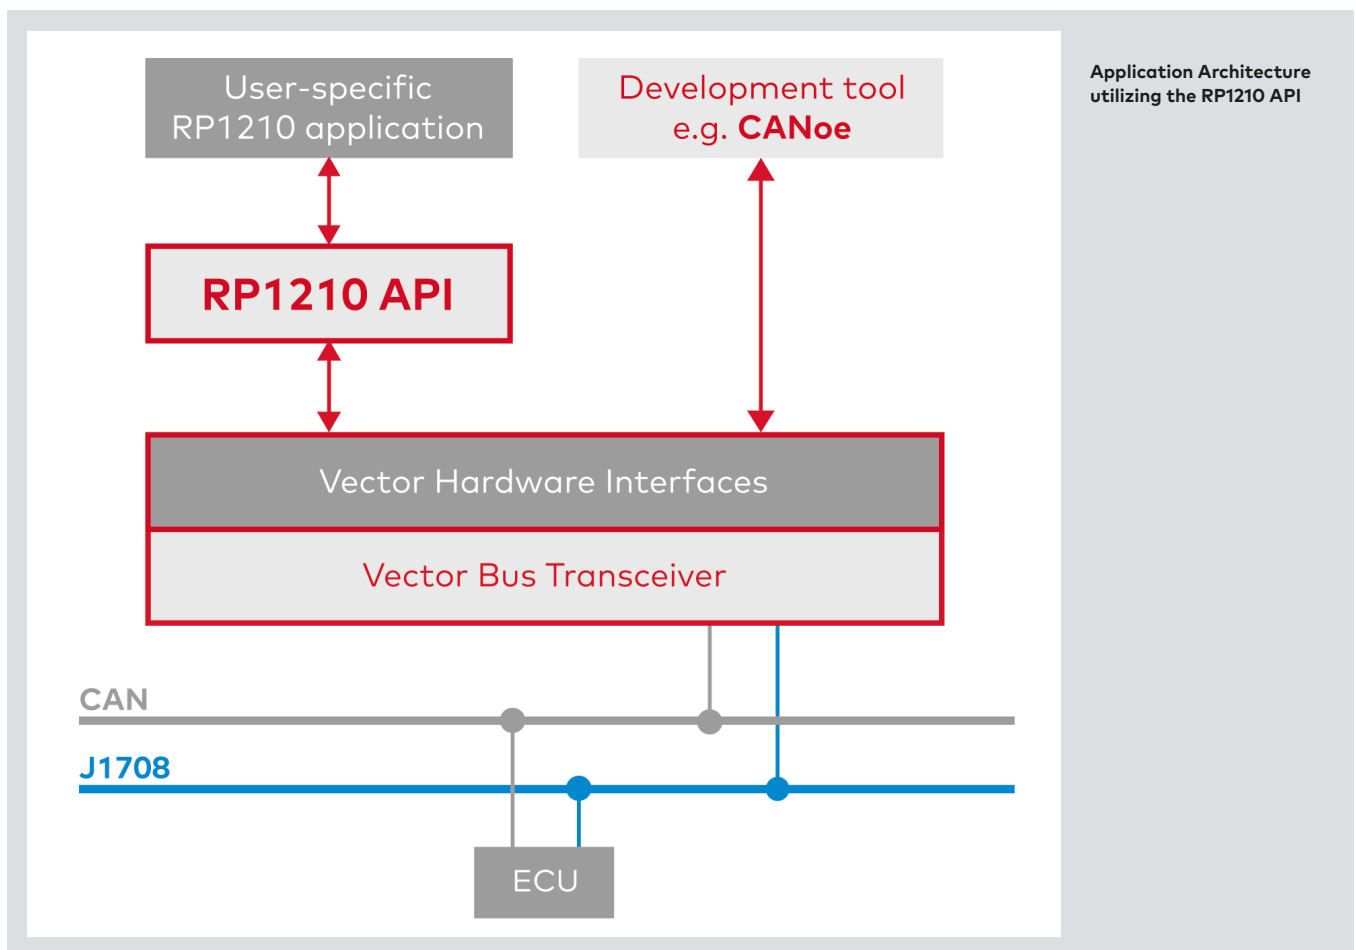 User-specific
RP1210 application
Development tool
e.g. CANoe
Application Architecture
utilizing the RP1210 API
RP1210 API
Vector Hardware Interfaces
Vector Bus Transceiver
CAN
J1708
ECU